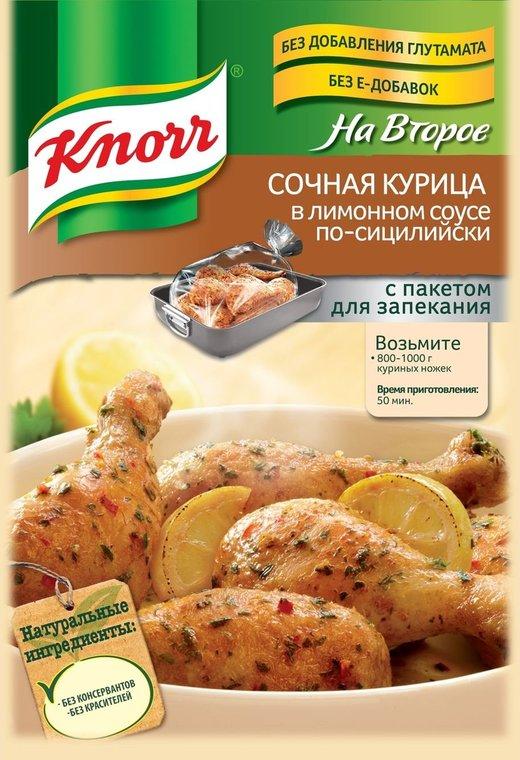 БЕЗ ДОБАВЛЕНИЯ ГЛУТАМАТА
БЕЗ Е-ДОБАВОК
Knorr®
На Второе
СОЧНАЯ КУРИЦА
В ЛИМОННОМ СОУСЕ
ПО-СИЦИЛИЙСКИ
С ПАКЕТОМ
ДЛЯ ЗАПЕКАНИЯ
Возьмите
• 800-1000 г
куриных ножек
Время приготовления:
50 мин.
Натуральные
ингредиенты:
- БЕЗ КОНСЕРВАНТОВ
-БЕЗ КРАСИТЕЛЕЙ